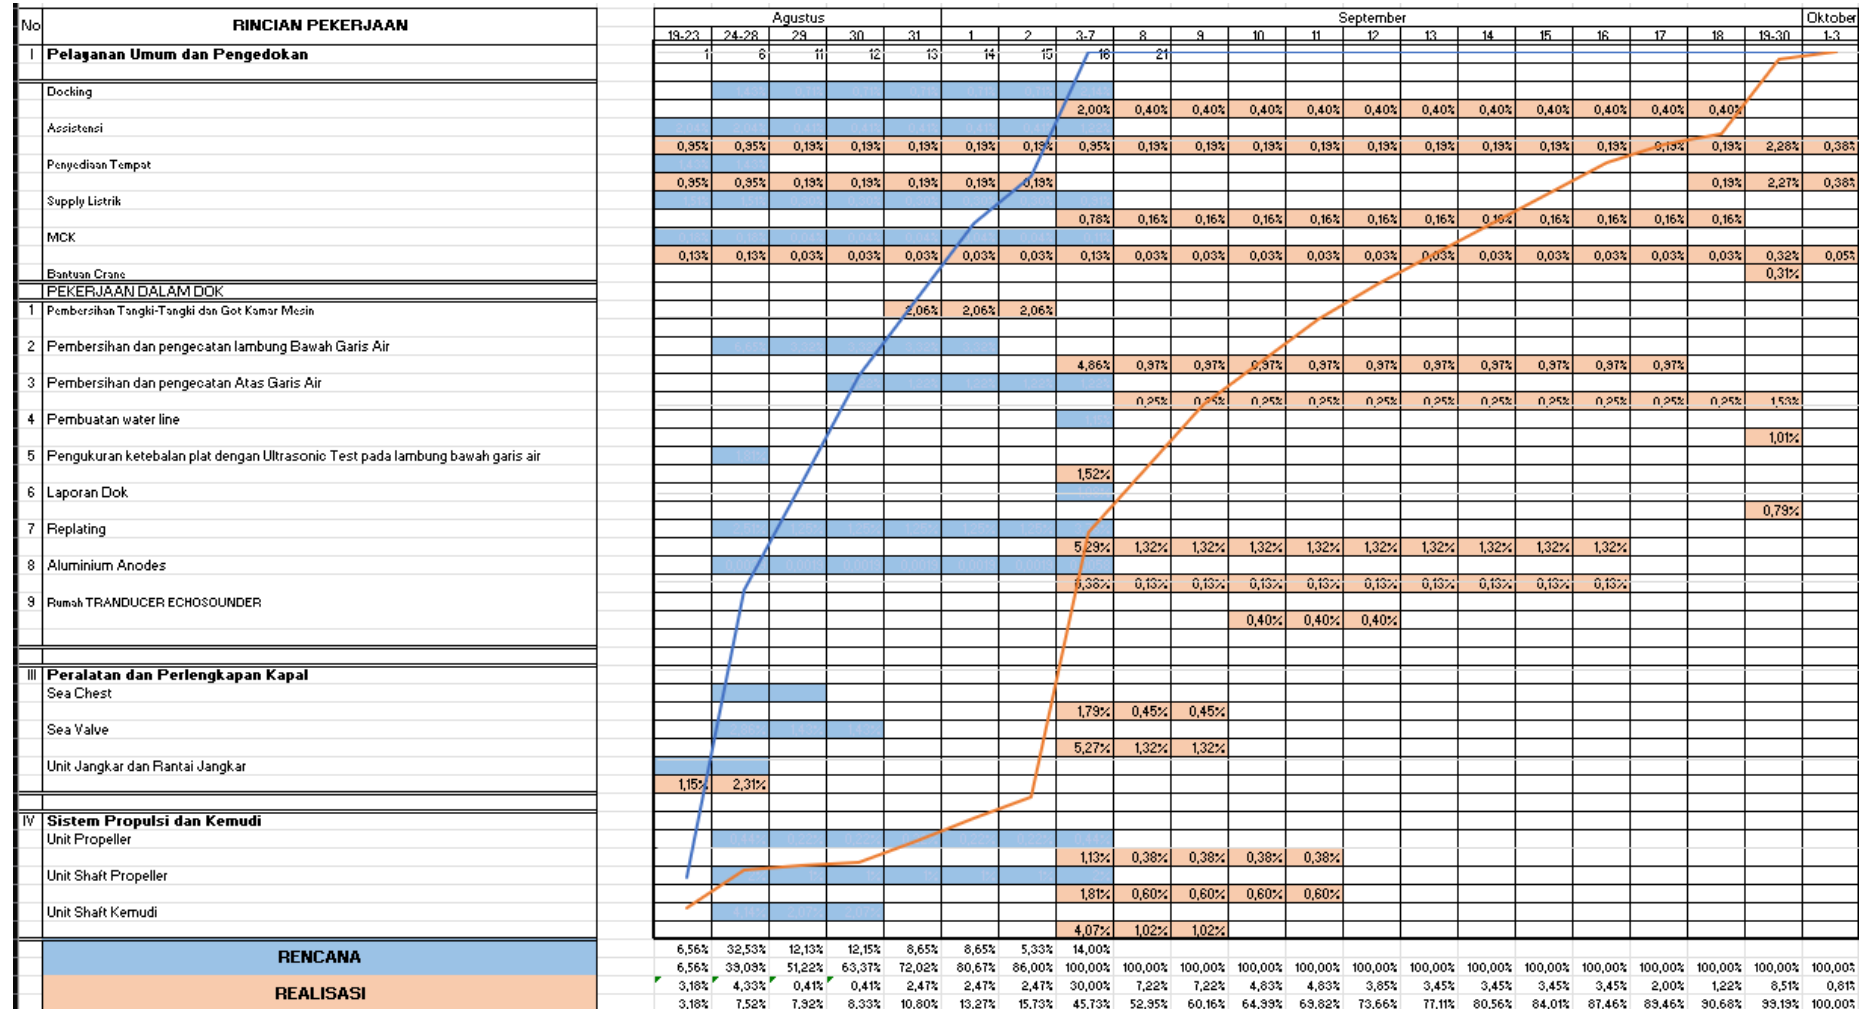 No RINCIAN PEKERJAAN Agustus September Oktober
19-23 24-28 29 30 31 1 2 3-7 8 9 10 11 12 13 14 15 16 17 18 19-30 1-3
I Pelayanan Umum dan Pengedokan 1 6 11 12 13 14 15 16 21
Docking
2,00% 0,40% 0,40% 0,40% 0,40% 0,40% 0,40% 0,40% 0,40% 0,40% 0,40% 0,40%
Assistensi
0,95% 0,95% 0,19% 0,19% 0,19% 0,19% 0,19% 0,95% 0,19% 0,19% 0,19% 0,19% 0,19% 0,19% 0,19% 0,19% 0,19% 0,19% 0,19% 2,28% 0,38%
Penyediaan Tempat
0,95% 0,95% 0,19% 0,19% 0,19% 0,19% 0,19% 0,19% 2,27% 0,38%
Supply Listrik
0,78% 0,16% 0,16% 0,16% 0,16% 0,16% 0,16% 0,16% 0,16% 0,16% 0,16% 0,16%
MCK
0,13% 0,13% 0,03% 0,03% 0,03% 0,03% 0,03% 0,13% 0,03% 0,03% 0,03% 0,03% 0,03% 0,03% 0,03% 0,03% 0,03% 0,03% 0,03% 0,32% 0,05%
Bantuan Crane 0,31%
PEKERJAAN DALAM DOK
1 Pembersihan Tangki-Tangki dan Got Kamar Mesin 2,06% 2,06% 2,06%
2 Pembersihan dan pengecatan lambung Bawah Garis Air
4,86% 0,97% 0,97% 0,97% 0,97% 0,97% 0,97% 0,97% 0,97% 0,97% 0,97%
3 Pembersihan dan pengecatan Atas Garis Air
0,25% 0,25% 0,25% 0,25% 0,25% 0,25% 0,25% 0,25% 0,25% 0,25% 0,25% 1,53%
4 Pembuatan water line
1,01%
5 Pengukuran ketebalan plat dengan Ultrasonic Test pada lambung bawah garis air
1,52%
6 Laporan Dok
0,79%
7 Replating
5,29% 1,32% 1,32% 1,32% 1,32% 1,32% 1,32% 1,32% 1,32% 1,32%
8 Aluminium Anodes
0,38% 0,13% 0,13% 0,13% 0,13% 0,13% 0,13% 0,13% 0,13% 0,13%
9 Rumah TRANDUCER ECHOSOUNDER
0,40% 0,40% 0,40%
III Peralatan dan Perlengkapan Kapal
Sea Chest
1,79% 0,45% 0,45%
Sea Valve
5,27% 1,32% 1,32%
Unit Jangkar dan Rantai Jangkar
1,15% 2,31%
IV Sistem Propulsi dan Kemudi
Unit Propeller
1,13% 0,38% 0,38% 0,38% 0,38%
Unit Shaft Propeller
1,81% 0,60% 0,60% 0,60% 0,60%
Unit Shaft Kemudi
4,07% 1,02% 1,02%
RENCANA
6,56% 32,53% 12,13% 12,15% 8,65% 8,65% 5,33% 14,00%
6,56% 39,09% 51,22% 63,37% 72,02% 80,67% 86,00% 100,00% 100,00% 100,00% 100,00% 100,00% 100,00% 100,00% 100,00% 100,00% 100,00% 100,00% 100,00% 100,00% 100,00%
REALISASI
3,18% 4,33% 0,41% 0,41% 2,47% 2,47% 2,47% 30,00% 7,22% 7,22% 4,83% 4,83% 3,85% 3,45% 3,45% 3,45% 3,45% 2,00% 1,22% 8,51% 0,81%
3,18% 7,52% 7,92% 8,33% 10,80% 13,27% 15,73% 45,73% 52,95% 60,16% 64,99% 69,82% 73,66% 77,11% 80,56% 84,01% 87,46% 89,46% 90,68% 99,19% 100,00%